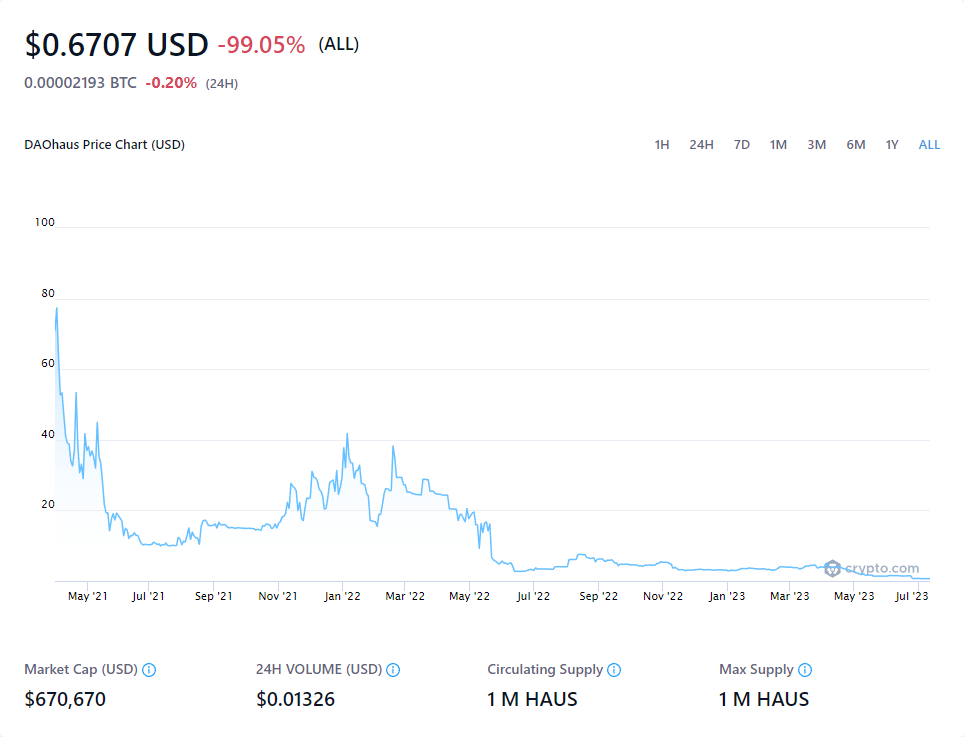 $0.6707 USD -99.05% (ALL)
0.00002193 BTC -0.20% (24H)
DAOhaus Price Chart (USD) 1H 24H 7D 1M 3M 6M 1Y ALL
100
80
60
40
20
crypto.com
May '21 Jul '21 Sep '21 Nov '21 Jan '22 Mar '22 May '22 Jul '22 Sep '22 Nov '22 Jan '23 Mar '23 May '23 Jul '23
Market Cap (USD) 24H VOLUME (USD) Circulating Supply Max Supply
$670,670 $0.01326 1 M HAUS 1 M HAUS